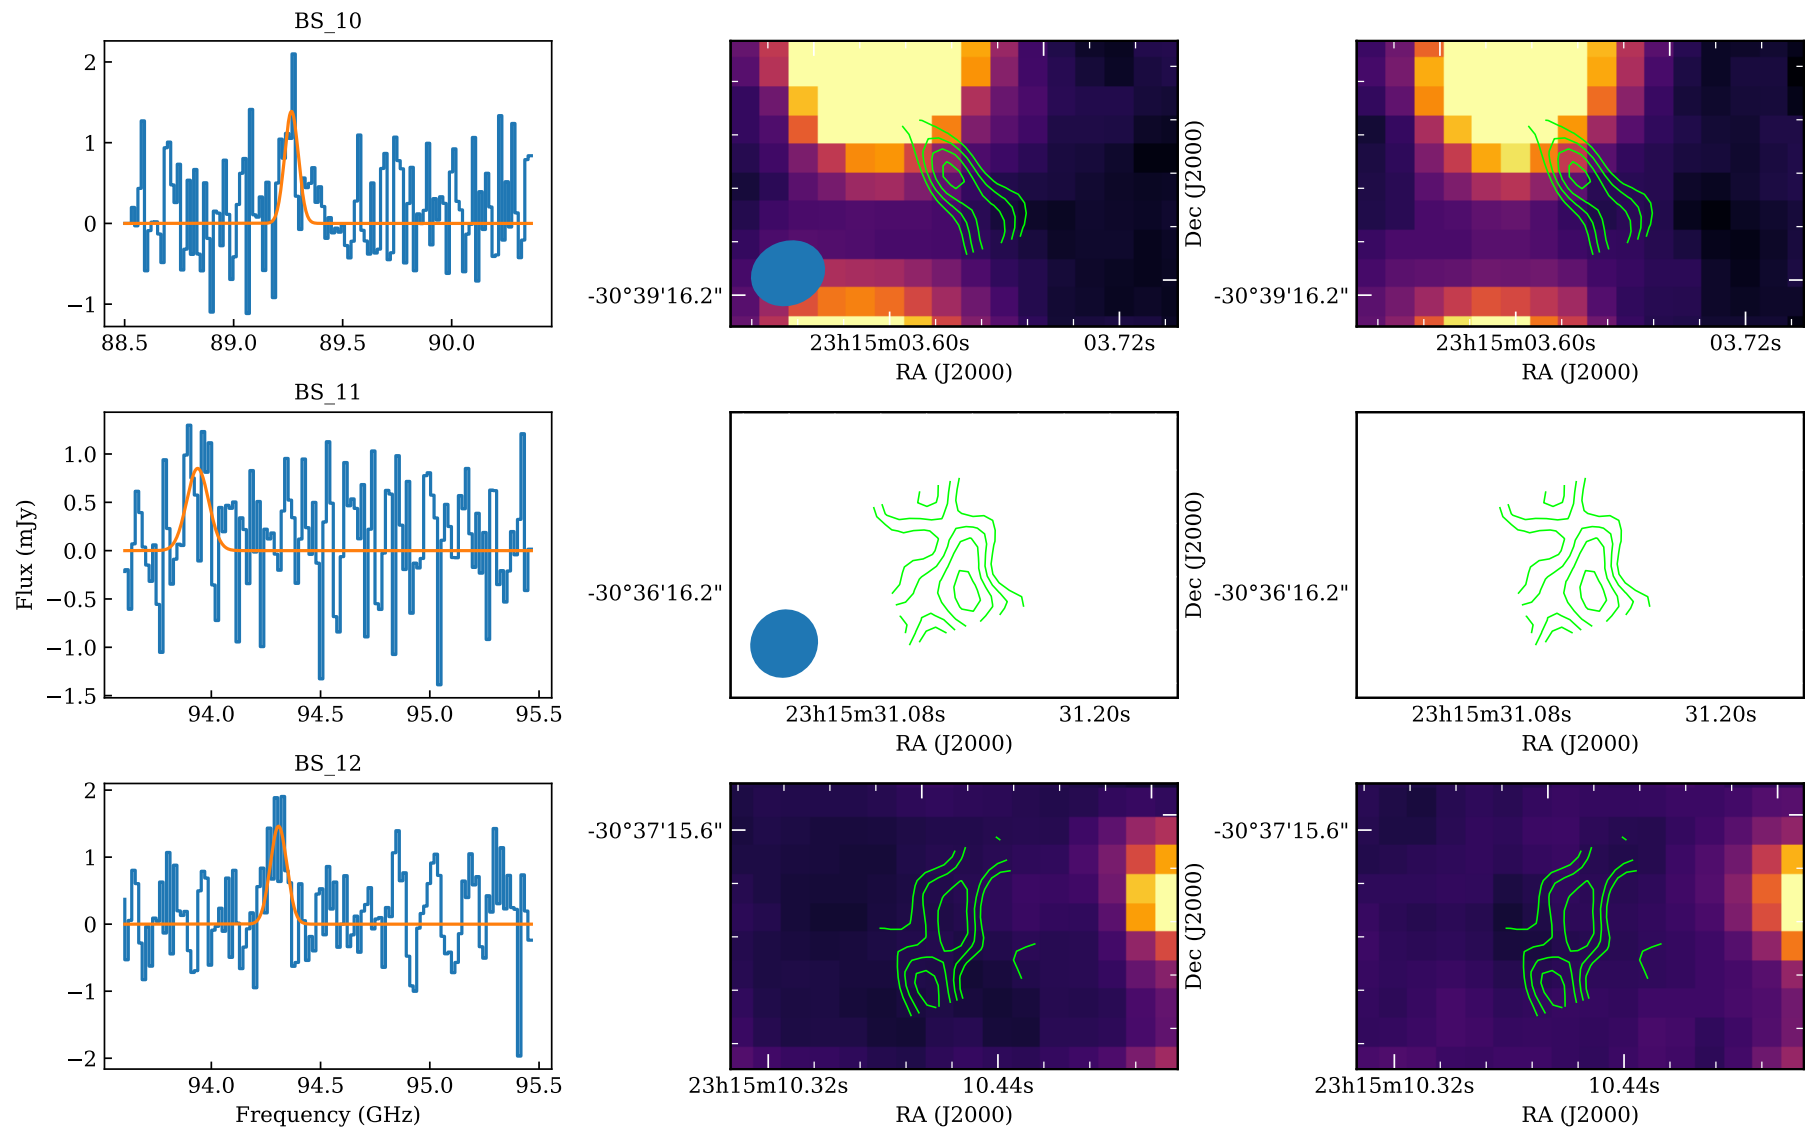 BS_10
2
1
0
−1
88.5 89.0 89.5 90.0
-30°39'16.2"
23h15m03.60s 03.72s
RA (J2000)
Dec (J2000)
-30°39'16.2"
23h15m03.60s 03.72s
RA (J2000)
BS_11
Flux (mJy)
1.0
0.5
0.0
−0.5
−1.0
−1.5
94.0 94.5 95.0 95.5
-30°36'16.2"
23h15m31.08s 31.20s
RA (J2000)
Dec (J2000)
-30°36'16.2"
23h15m31.08s 31.20s
RA (J2000)
BS_12
2
1
0
−1
−2
94.0 94.5 95.0 95.5
Frequency (GHz)
-30°37'15.6"
23h15m10.32s 10.44s
RA (J2000)
Dec (J2000)
-30°37'15.6"
23h15m10.32s 10.44s
RA (J2000)